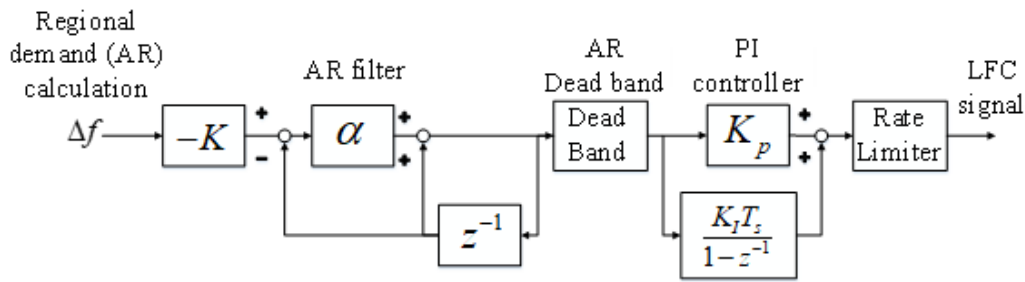 Regional
demand (AR)
calculation
AR filter
AR
Dead band
PI
controller
LFC
signal
Δf
−K
+
−
α
+
+
Dead
Band
K_p
+
+
Rate
Limiter
z^{-1}
K_I T_s
1 − z^{-1}